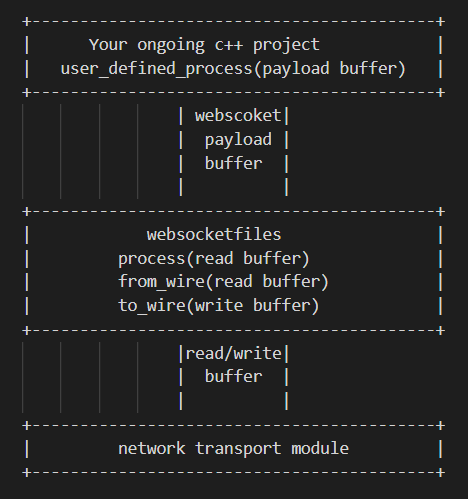 Your ongoing c++ project
user_defined_process(payload buffer)
webscoket
payload
buffer
websocketfiles
process(read buffer)
from_wire(read buffer)
to_wire(write buffer)
read/write
buffer
network transport module